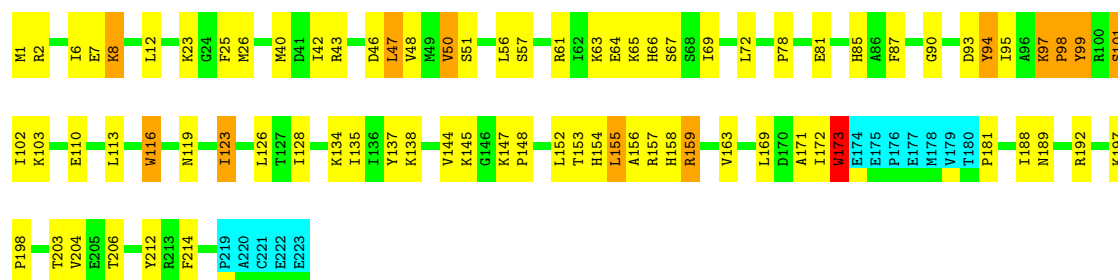 M1 R2 I6 E7 K8 L12 K23 G24 F25 M26 M40 D41 I42 R43 D46 L47 V48 M49 V50 S51 L56 S57 R61 I62 K63 E64 K65 H66 S67 S68 I69 L72 P78 E81 H85 A86 F87 G90 D93 Y94 I95 A96 K97 P98 Y99 R100 S101
I102 K103 E110 L113 W116 N119 I123 L126 T127 I128 K134 I135 I136 Y137 K138 V144 K145 G146 K147 P148 L152 T153 H154 L155 A156 R157 H158 R159 V163 L169 D170 A171 I172 W173 E174 E175 P176 E177 M178 V179 T180 P181 I188 N189 R192 K197
P198 T203 V204 E205 T206 Y212 R213 F214 P219 A220 C221 E222 E223